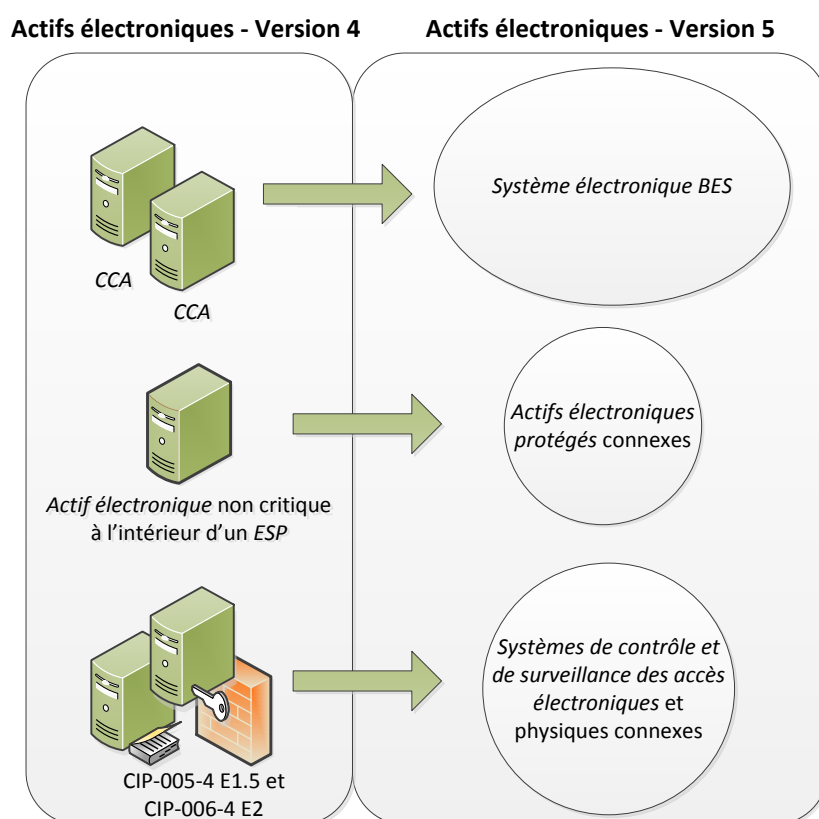 Actifs électroniques - Version 4
Actifs électroniques - Version 5
CCA
CCA
Système électronique BES
Actif électronique non critique
à l'intérieur d'un ESP
Actifs électroniques
protégés connexes
CIP-005-4 E1.5 et
CIP-006-4 E2
Systèmes de contrôle et
de surveillance des accès
électroniques et
physiques connexes